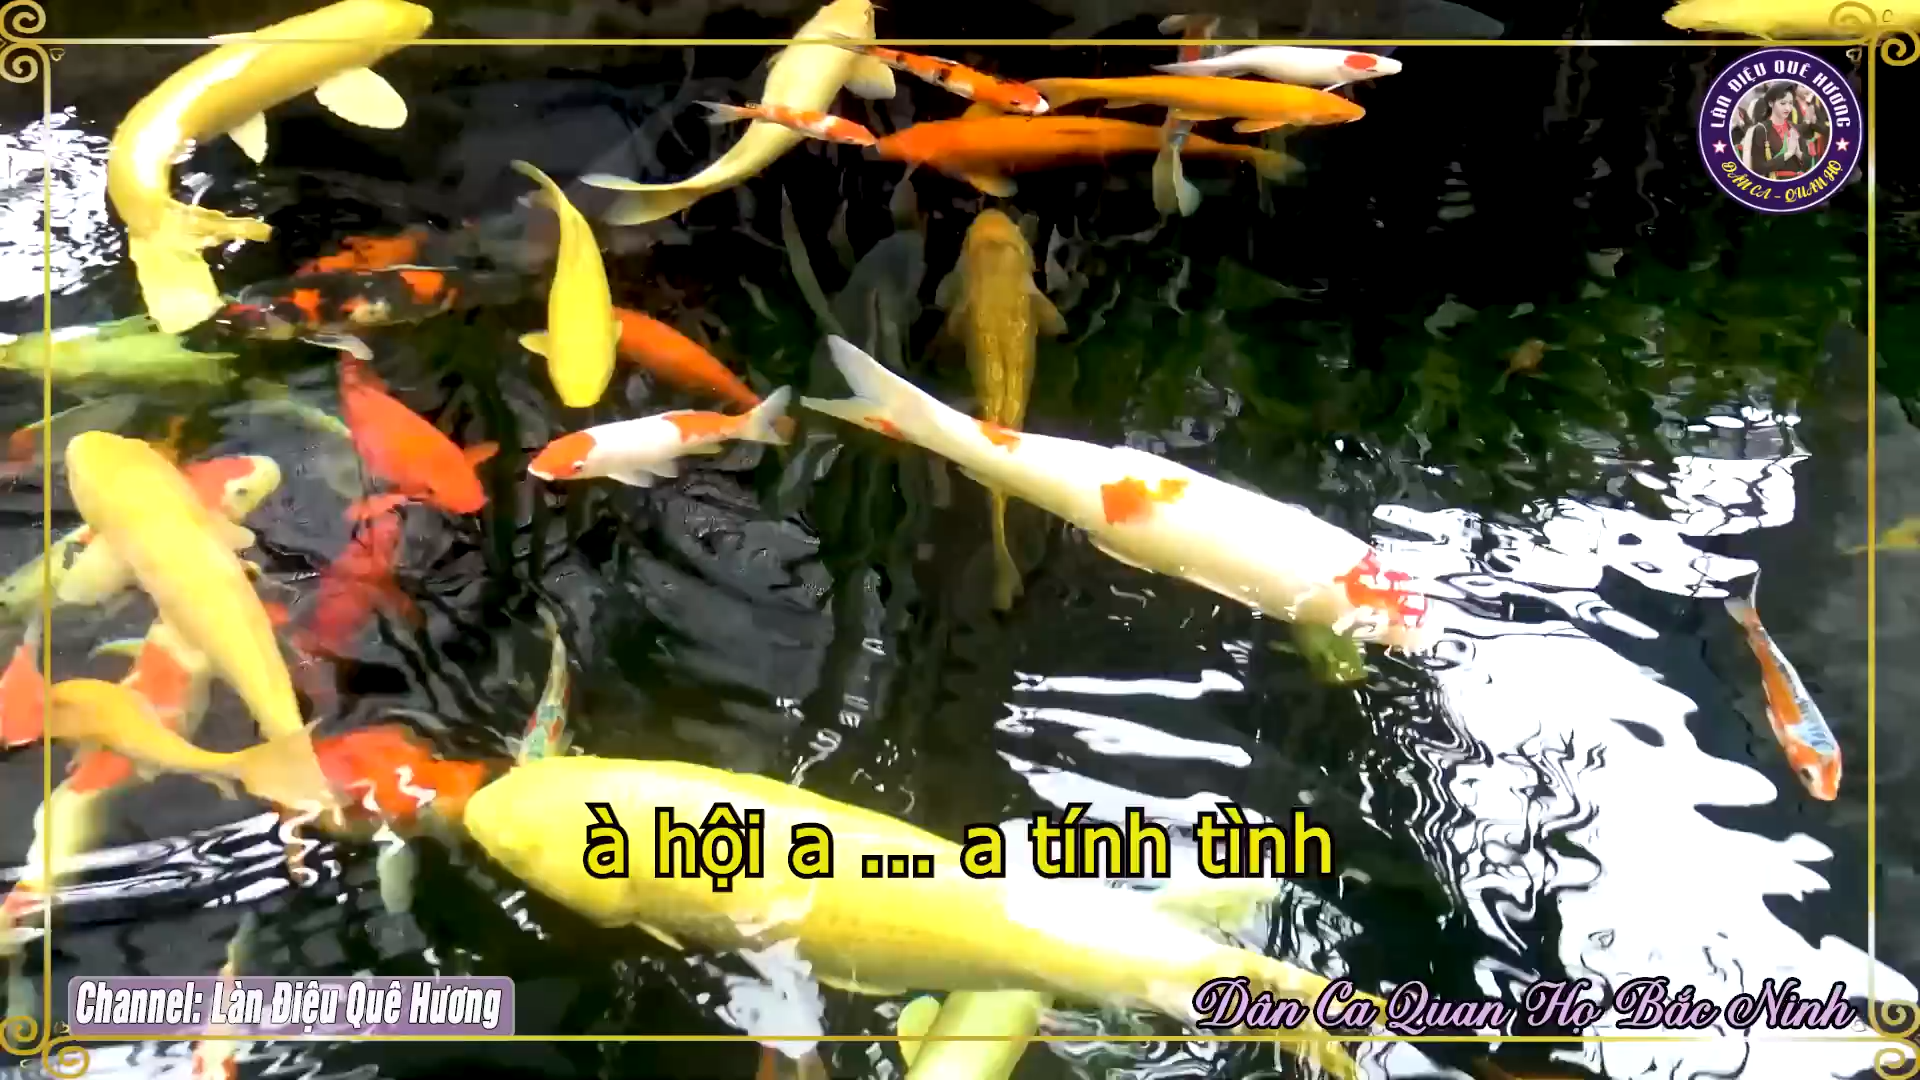 LÀN ĐIỆU QUÊ HƯƠNG
DÂN CA - QUAN HỌ
à hội a ... a tính tình
Channel: Làn Điệu Quê Hương
Dân Ca Quan Họ Bắc Ninh